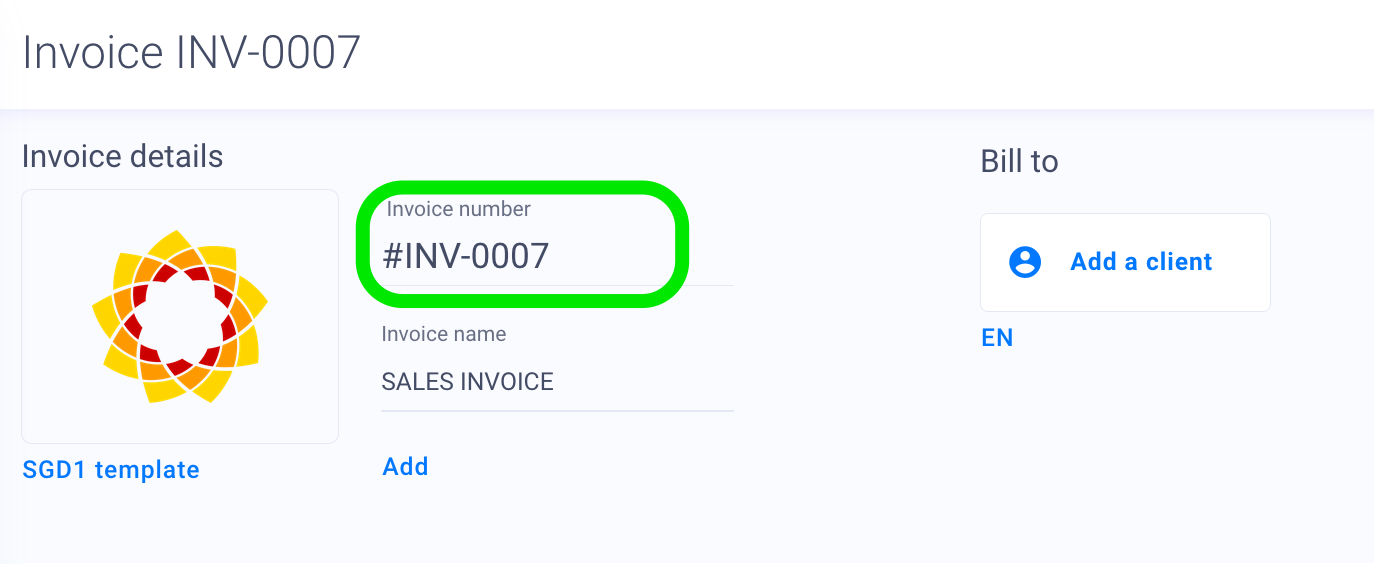 Invoice INV-0007
Invoice details
Invoice number
#INV-0007
Invoice name
SALES INVOICE
SGD1 template
Add
Bill to
Add a client
EN